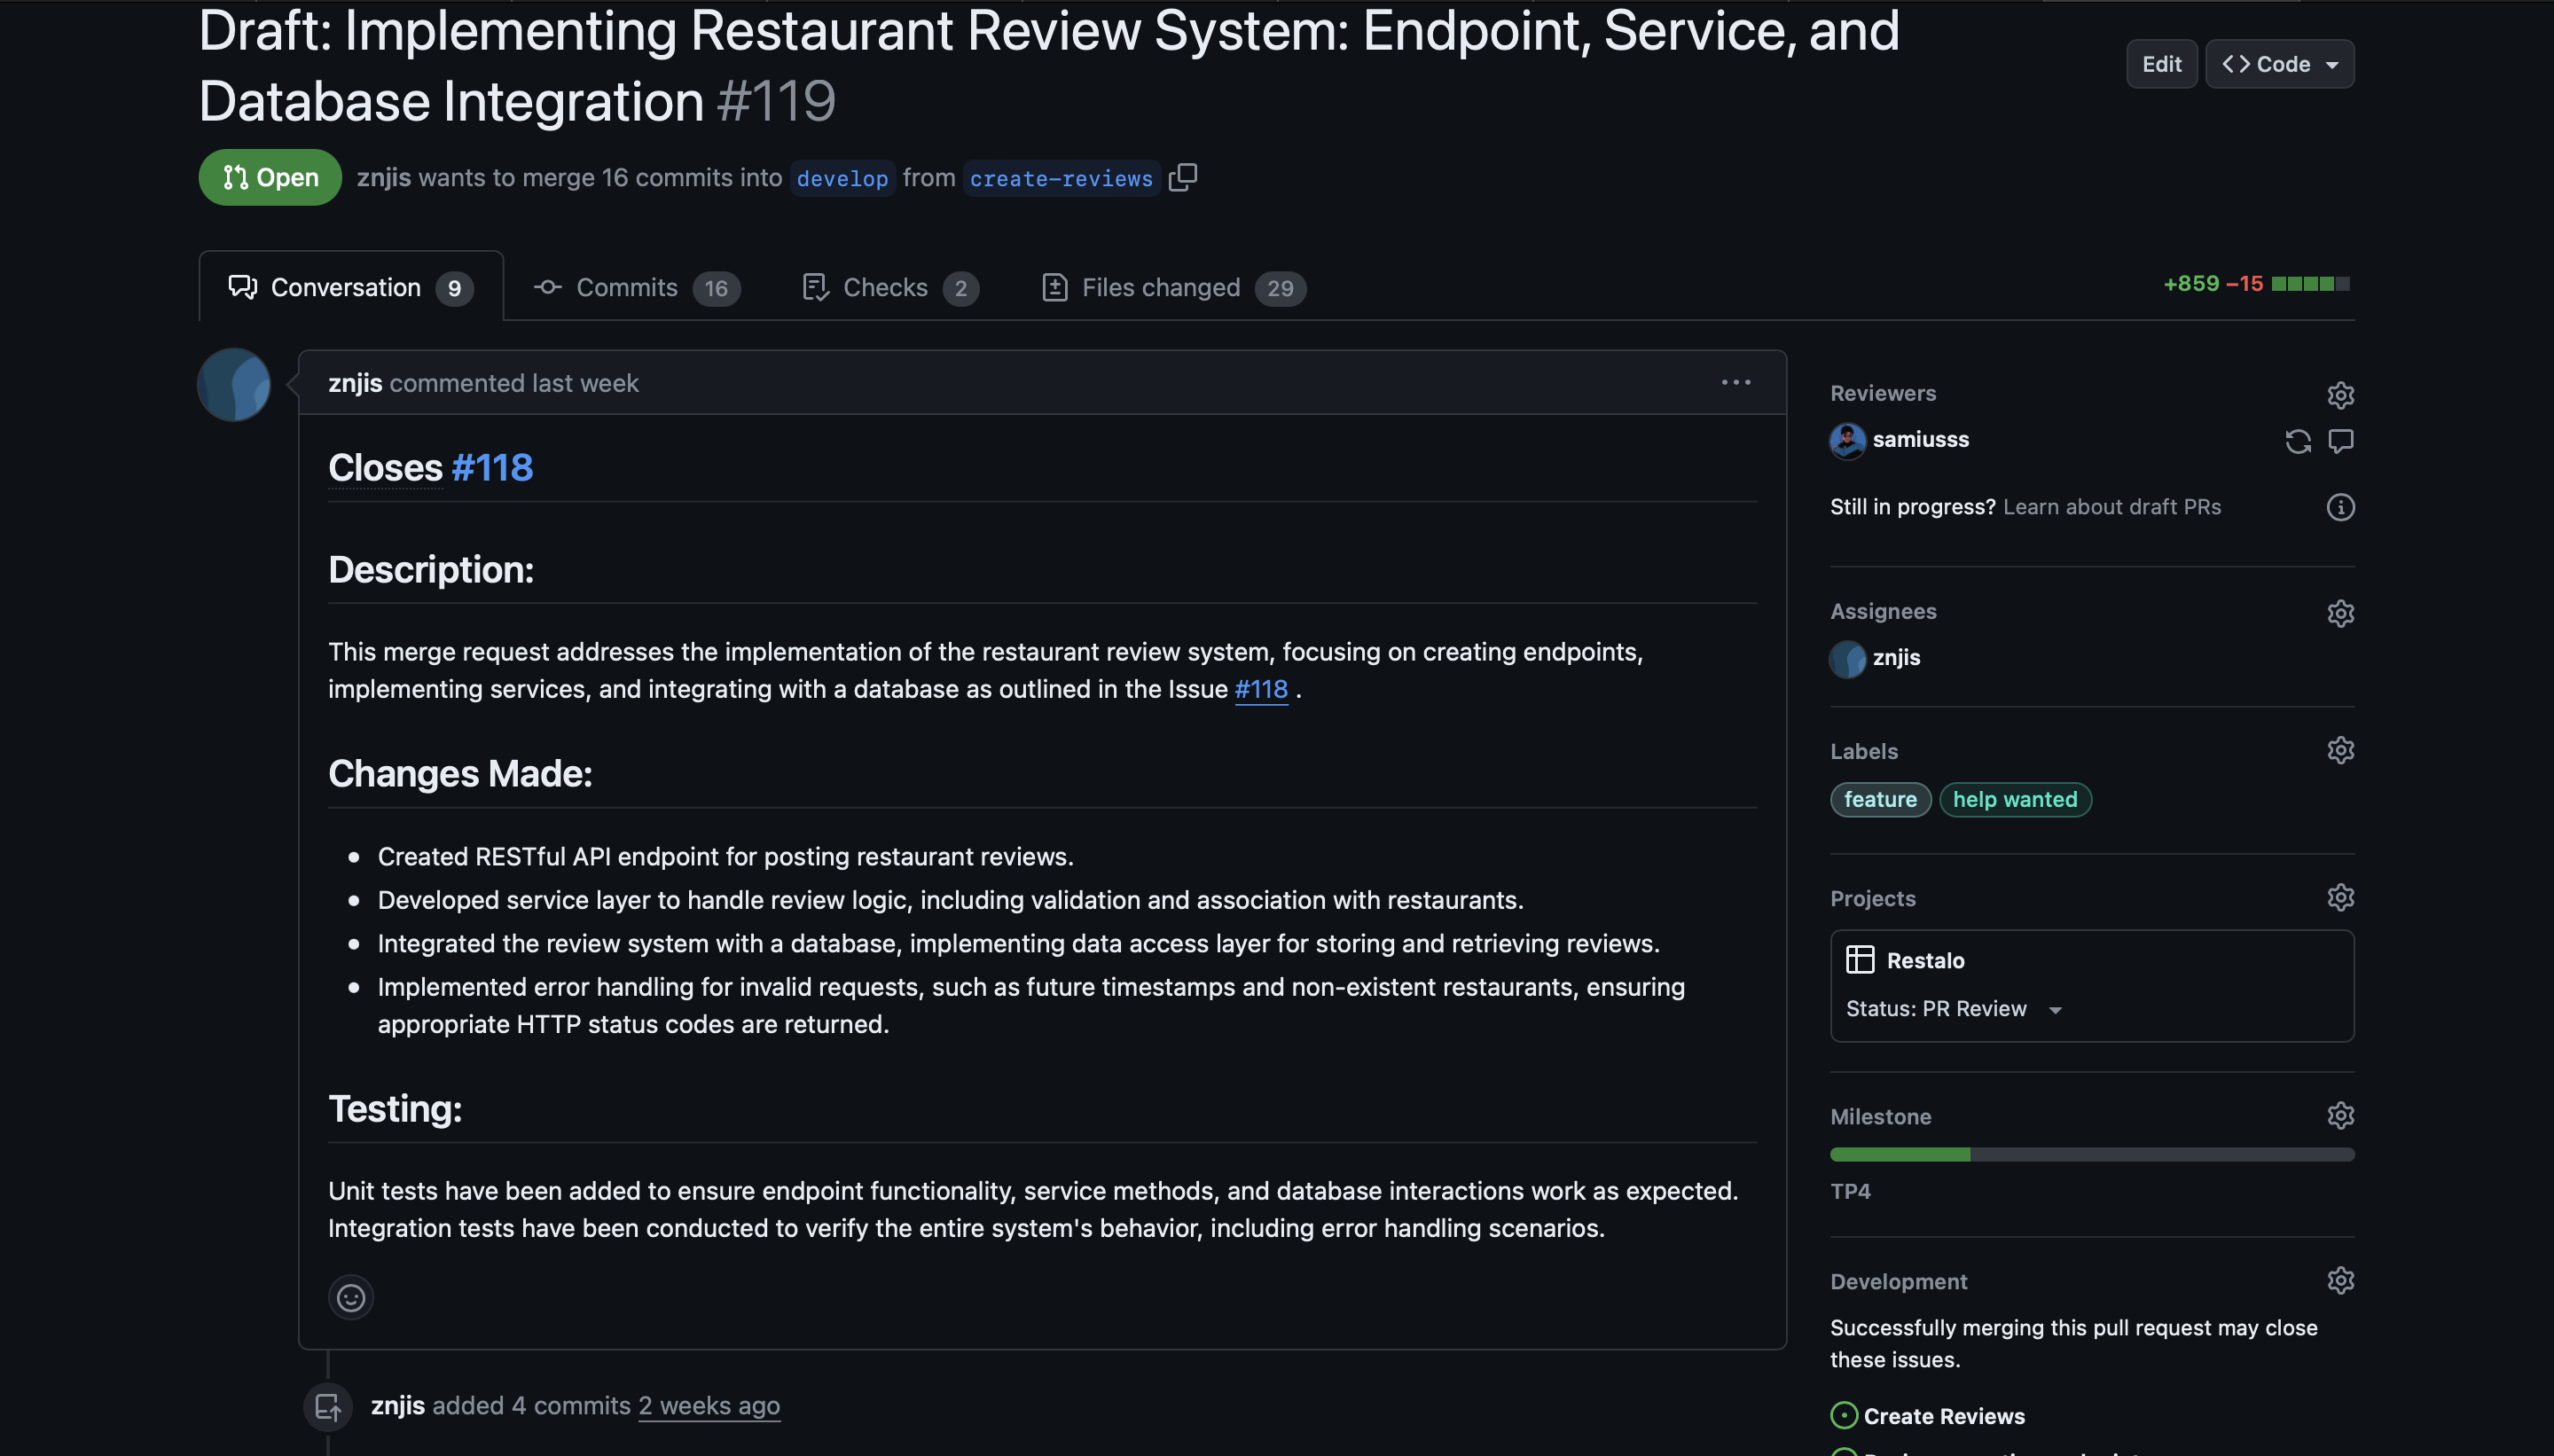 Draft: Implementing Restaurant Review System: Endpoint, Service, and
Database Integration #119
Edit
Code
Open
znjis wants to merge 16 commits into develop from create-reviews
Conversation 9
Commits 16
Checks 2
Files changed 29
+859 −15
znjis commented last week
Closes #118
Description:
This merge request addresses the implementation of the restaurant review system, focusing on creating endpoints,
implementing services, and integrating with a database as outlined in the Issue #118 .
Changes Made:
Created RESTful API endpoint for posting restaurant reviews.
Developed service layer to handle review logic, including validation and association with restaurants.
Integrated the review system with a database, implementing data access layer for storing and retrieving reviews.
Implemented error handling for invalid requests, such as future timestamps and non-existent restaurants, ensuring
appropriate HTTP status codes are returned.
Testing:
Unit tests have been added to ensure endpoint functionality, service methods, and database interactions work as expected.
Integration tests have been conducted to verify the entire system's behavior, including error handling scenarios.
znjis added 4 commits 2 weeks ago
Reviewers
samiusss
Still in progress? Learn about draft PRs
Assignees
znjis
Labels
feature
help wanted
Projects
Restalo
Status: PR Review
Milestone
TP4
Development
Successfully merging this pull request may close
these issues.
Create Reviews